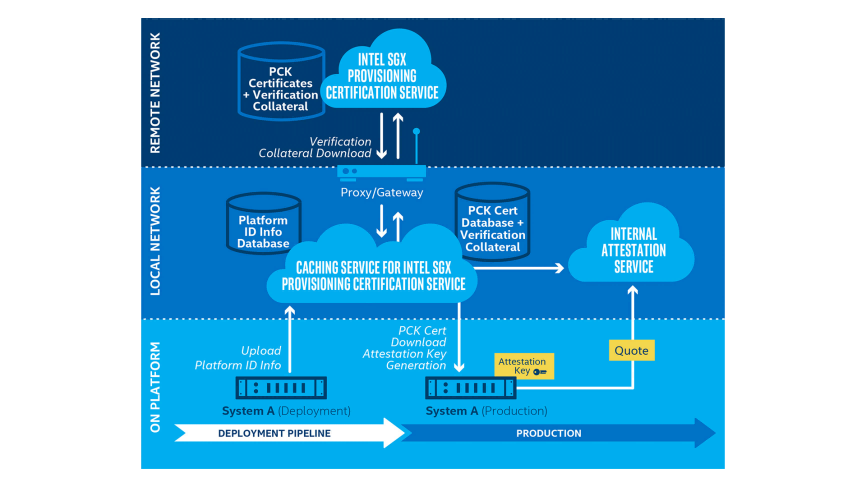 REMOTE NETWORK
PCK
Certificates
+ Verification
Collateral
INTEL SGX
PROVISIONING
CERTIFICATION SERVICE
Verification
Collateral Download
Proxy/Gateway
LOCAL NETWORK
Platform
ID Info
Database
PCK Cert
Database +
Verification
Collateral
INTERNAL
ATTESTATION
SERVICE
CACHING SERVICE FOR INTEL SGX
PROVISIONING CERTIFICATION SERVICE
ON PLATFORM
Upload
Platform ID Info
PCK Cert
Download
Attestation Key
Generation
Attestation
Key
Quote
System A (Deployment)
System A (Production)
DEPLOYMENT PIPELINE
PRODUCTION